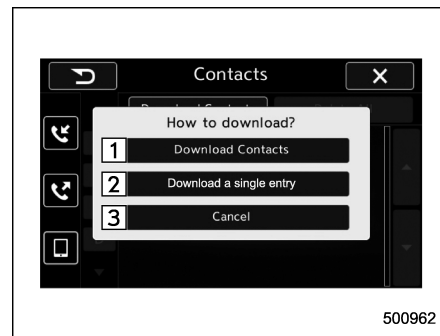 Contacts
How to download?
1 Download Contacts
2 Download a single entry
3 Cancel
500962